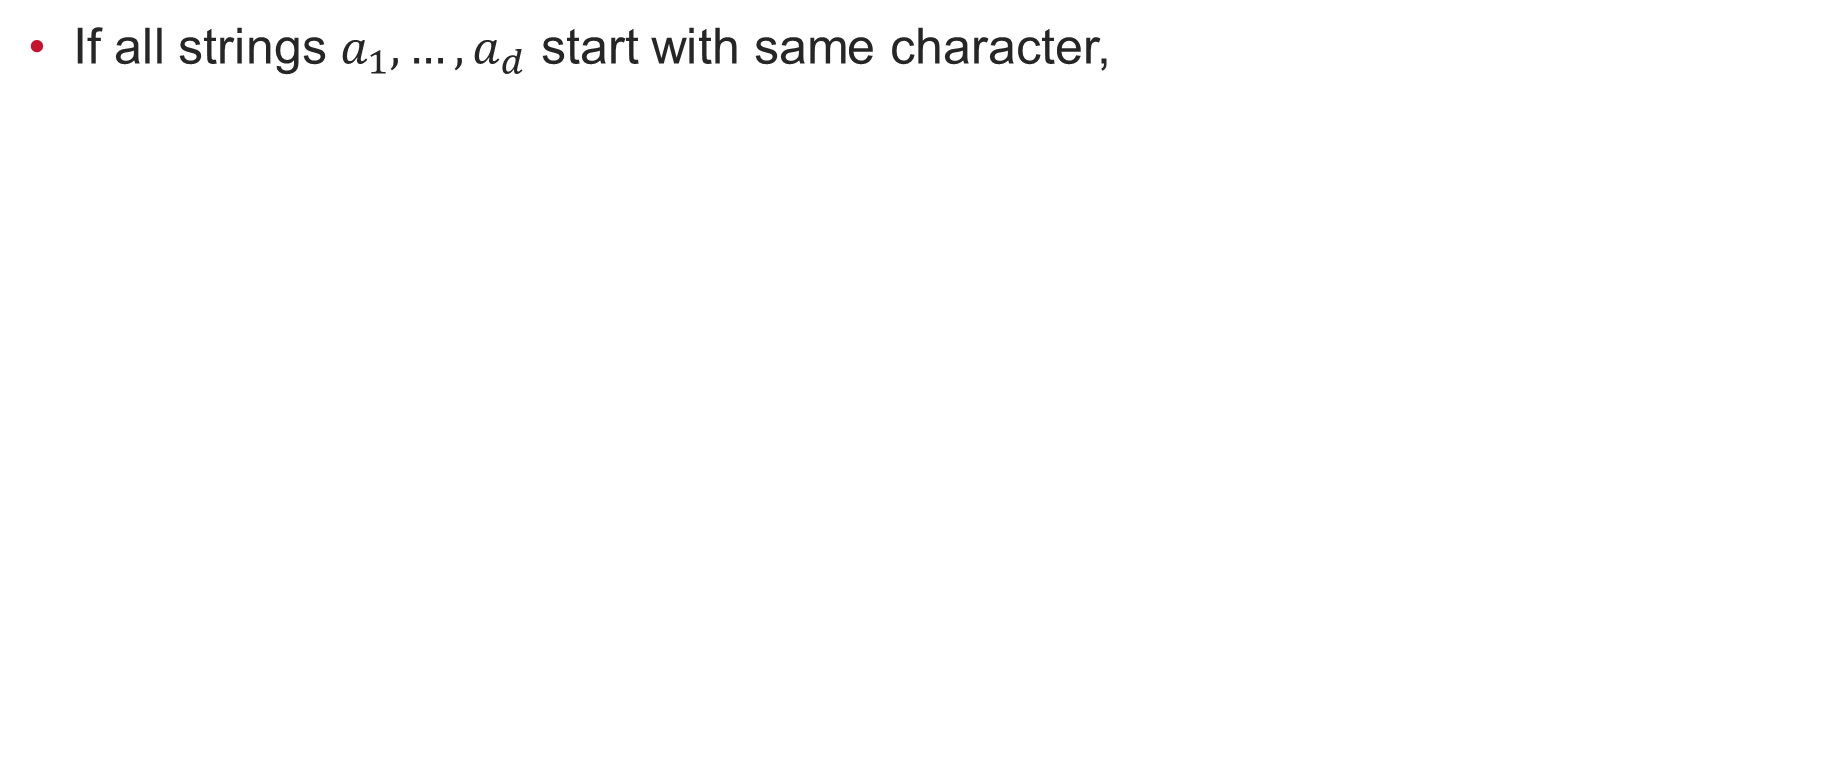 • If all strings 𝑎₁, … , 𝑎_𝑑 start with same character,